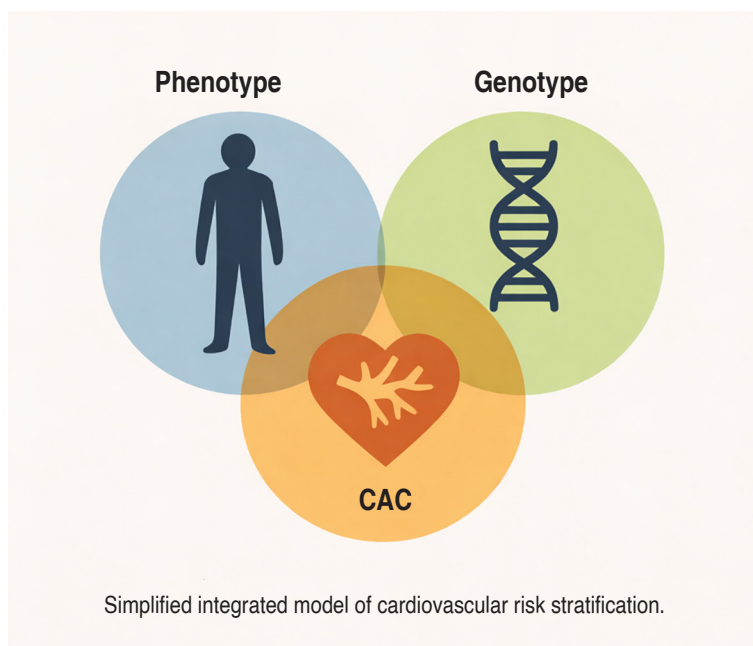 Phenotype
Genotype
CAC
Simplified integrated model of cardiovascular risk stratification.